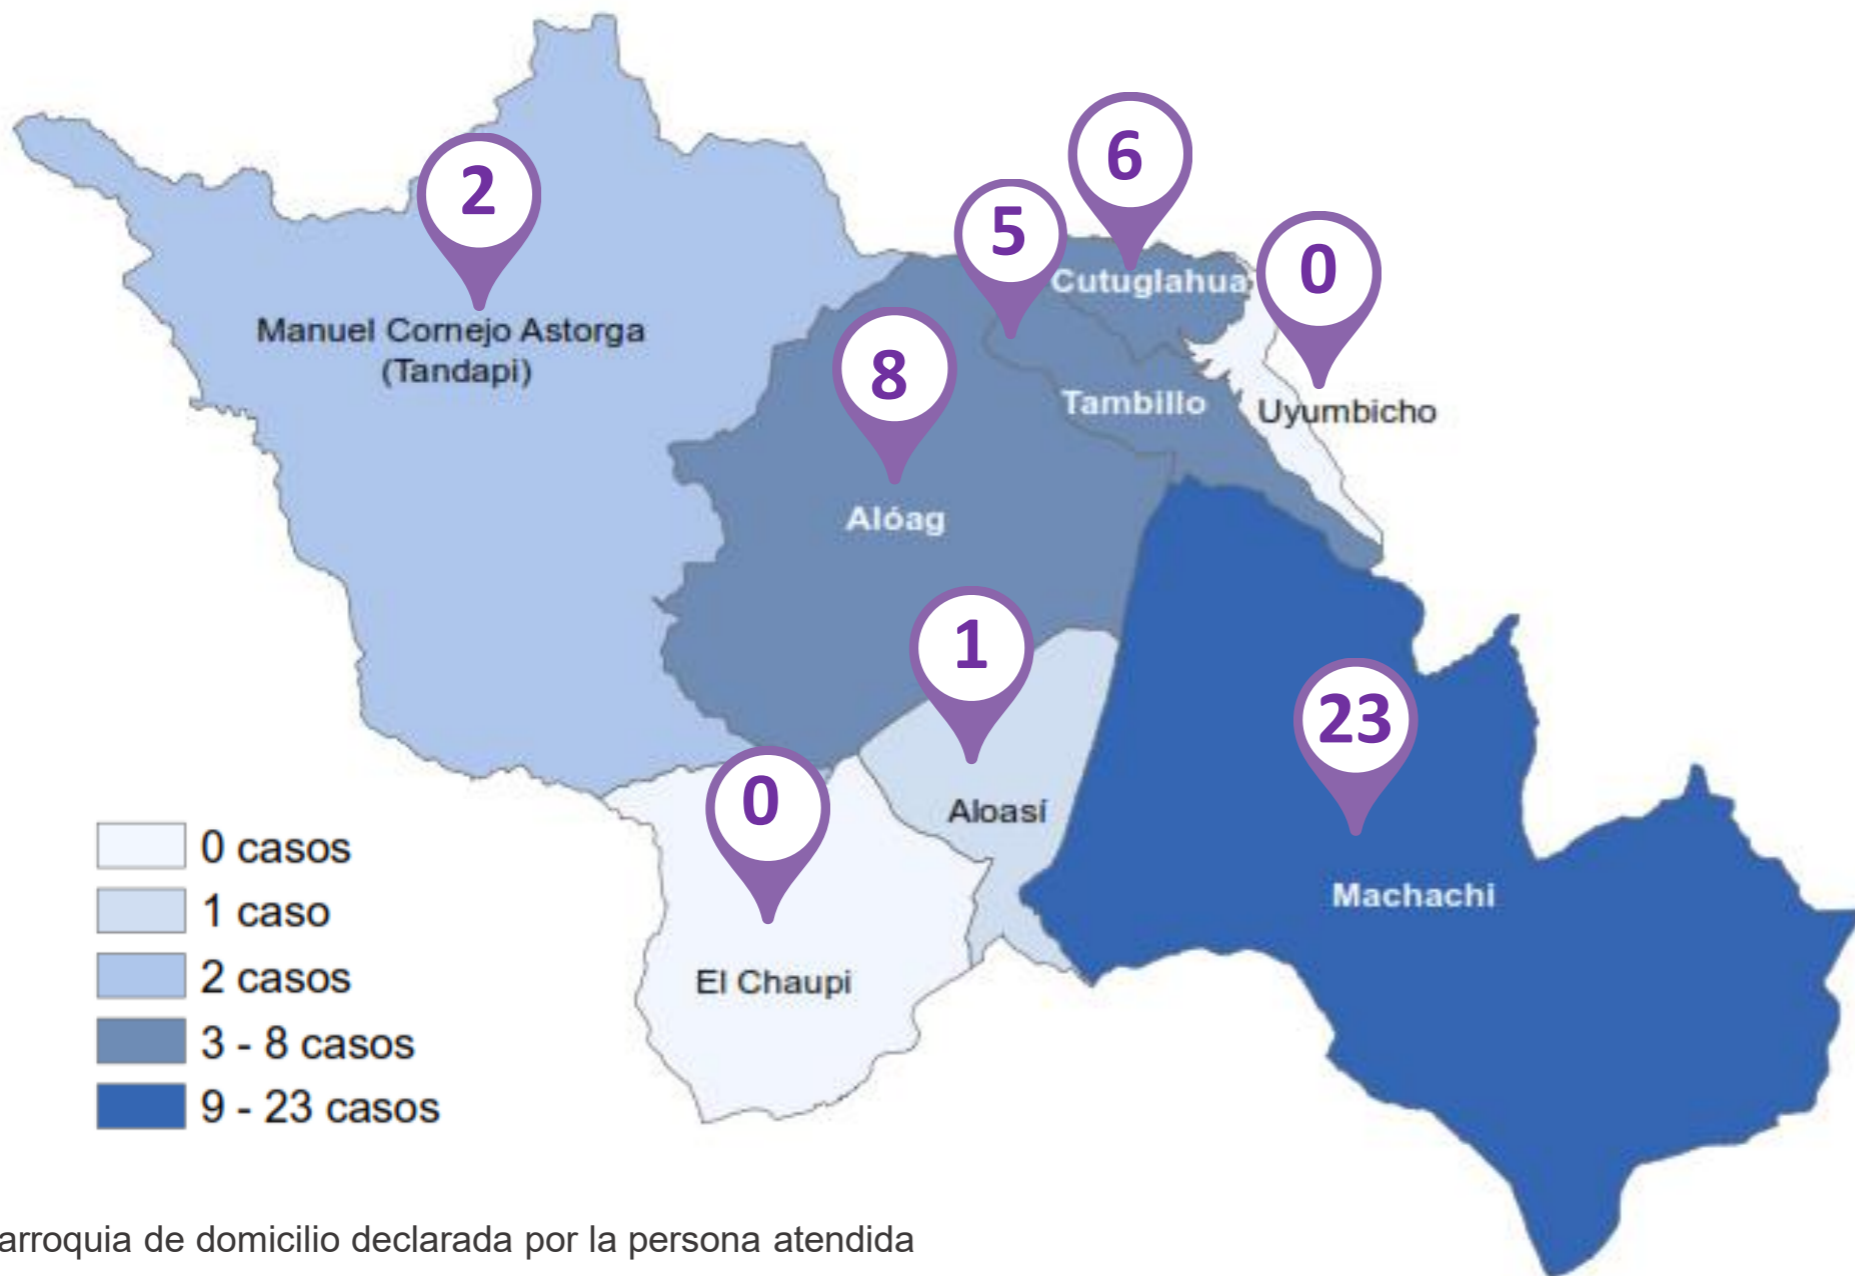 6
2
5
0
Cutuglahua
Manuel Cornejo Astorga
(Tandapi)
8
Tambillo
Uyumbicho
Alóag
1
23
0
Aloasí
Machachi
El Chaupi
0 casos
1 caso
2 casos
3 - 8 casos
9 - 23 casos
arroquia de domicilio declarada por la persona atendida